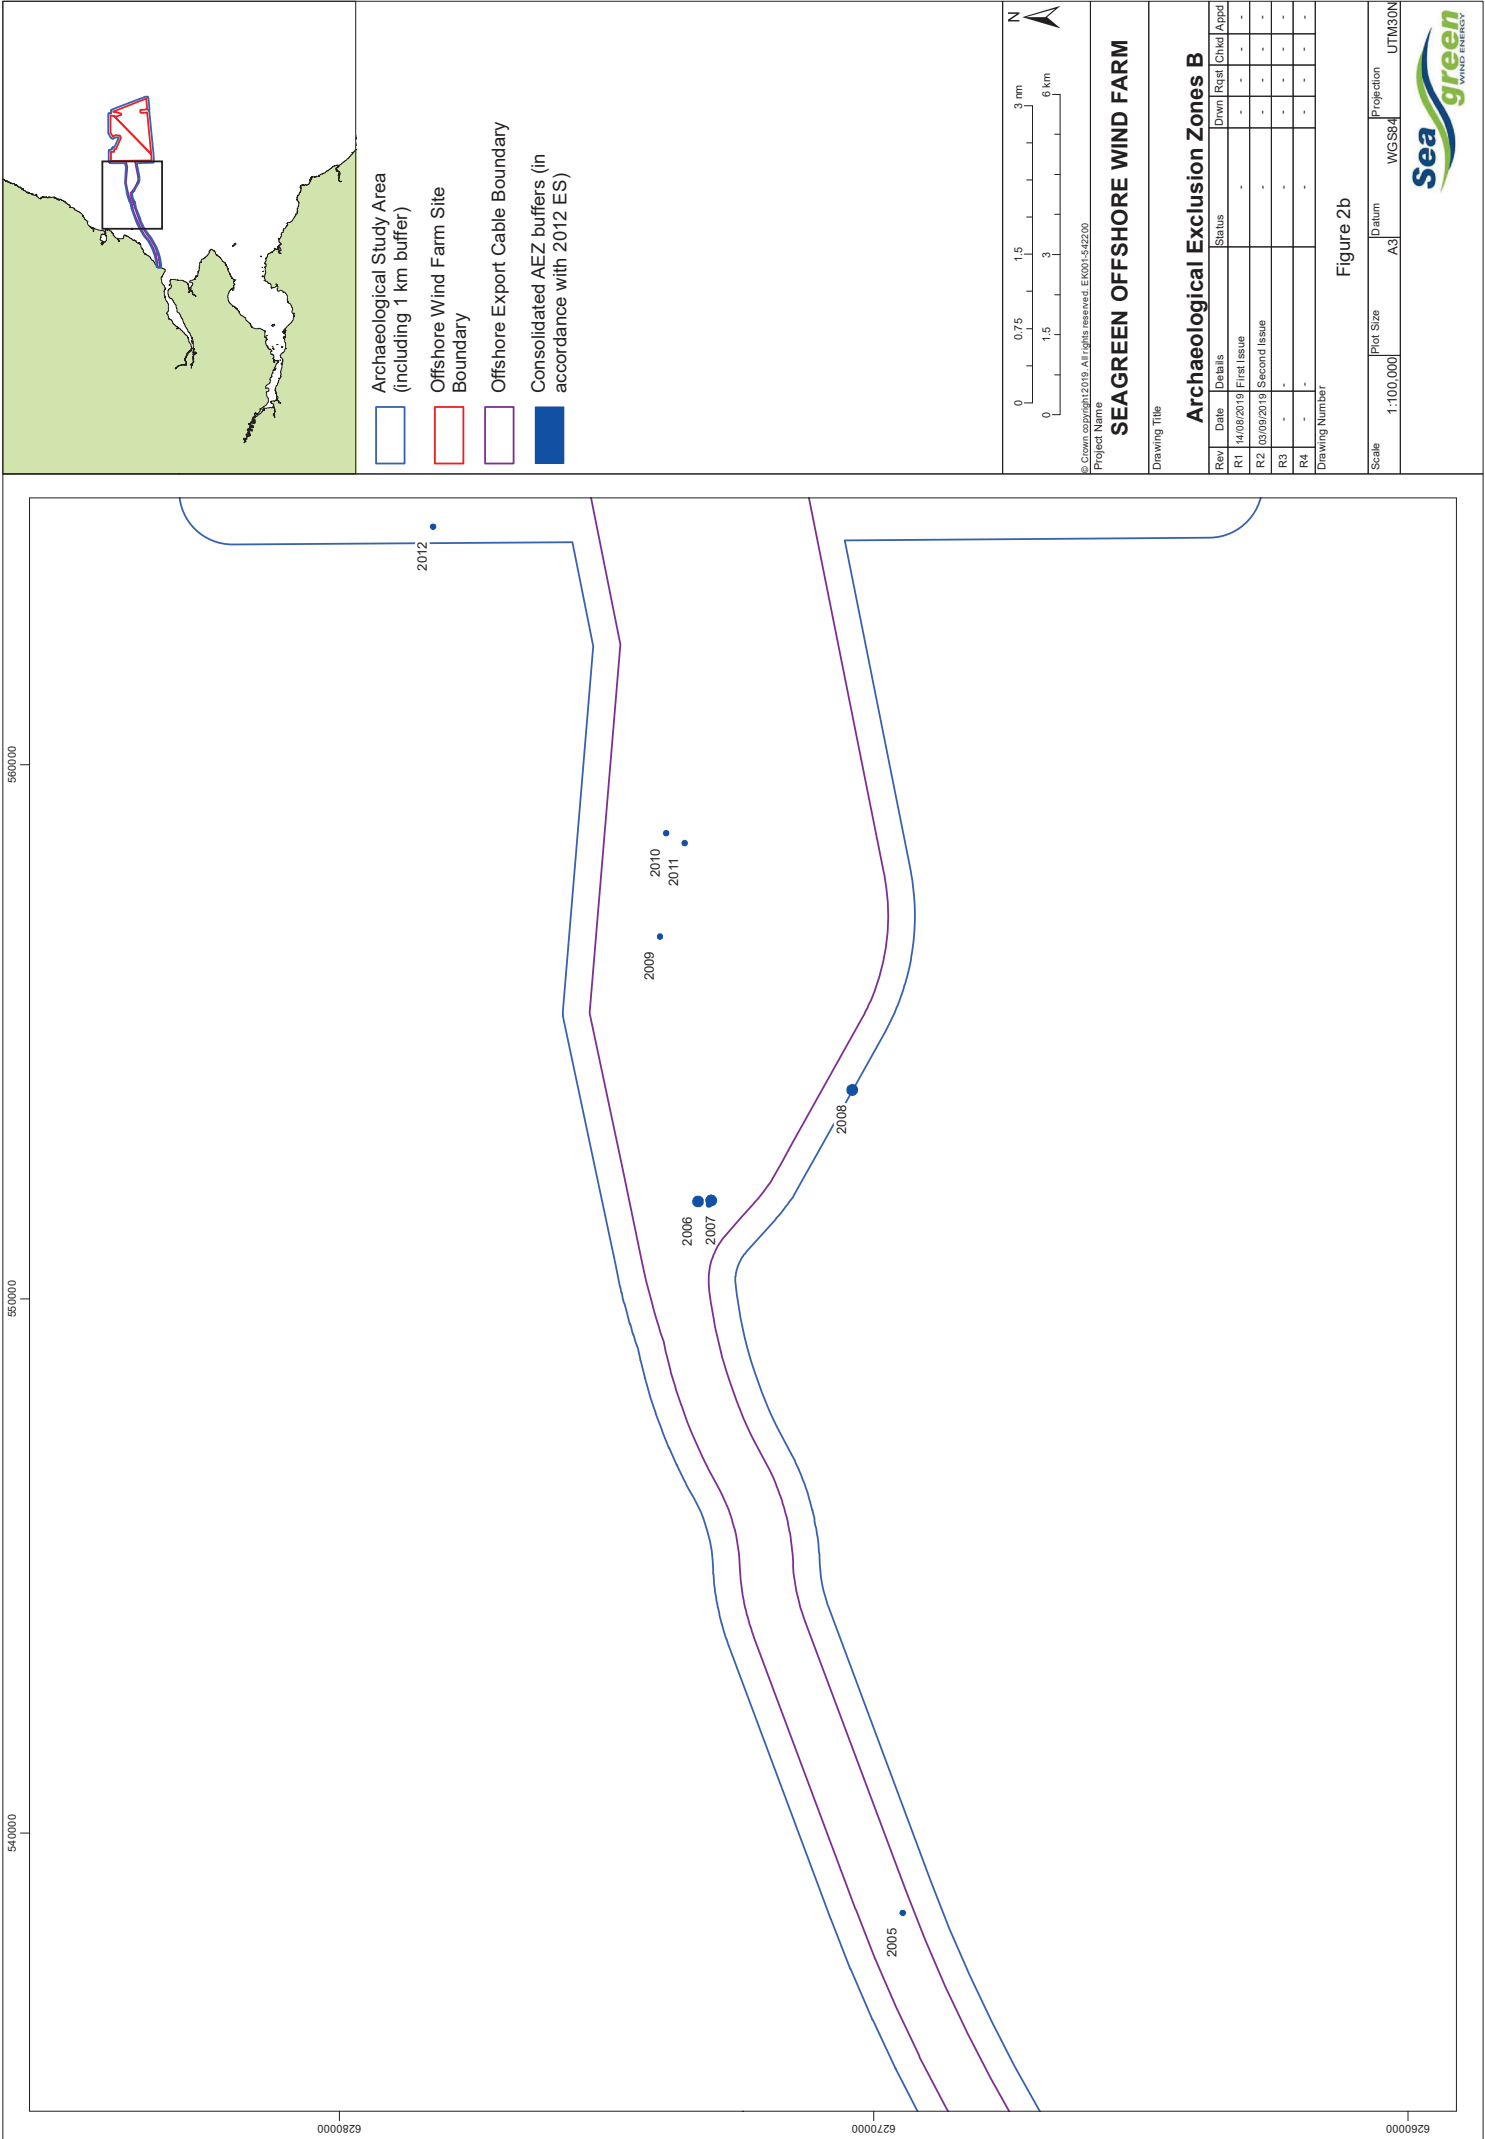 540000
550000
560000
6280000
6270000
6260000
2012
2010
2011
2009
2008
2006
2007
2005
Archaeological Study Area
(including 1 km buffer)
Offshore Wind Farm Site
Boundary
Offshore Export Cable Boundary
Consolidated AEZ buffers (in
accordance with 2012 ES)
N
0 0.75 1.5 3 nm
0 1.5 3 6 km
© Crown copyright 2019. All rights reserved. EK001-542200
Project Name
SEAGREEN OFFSHORE WIND FARM
Drawing Title
Archaeological Exclusion Zones B
Rev Date Details Status Drwn Rqst Chkd Appd
R1 14/08/2019 First Issue - - - - -
R2 03/09/2019 Second Issue - - - - -
R3 - - - - - - -
R4 - - - - - - -
Drawing Number
Figure 2b
Scale Plot Size Datum Projection
1:100,000 A3 WGS84 UTM30N
Sea
green
WIND ENERGY